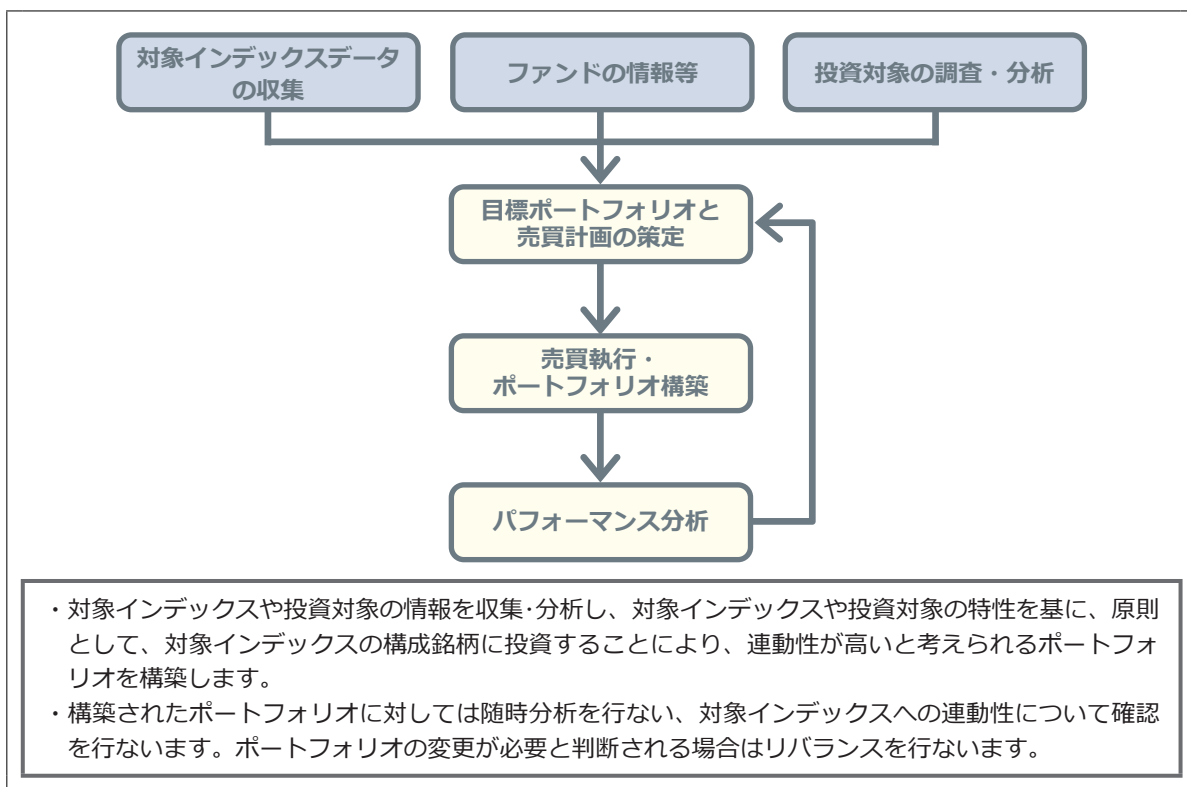 対象インデックスデータ
の収集
ファンドの情報等
投資対象の調査・分析
目標ポートフォリオと
売買計画の策定
売買執行・
ポートフォリオ構築
パフォーマンス分析
・対象インデックスや投資対象の情報を収集･分析し、対象インデックスや投資対象の特性を基に、原則
として、対象インデックスの構成銘柄に投資することにより、連動性が高いと考えられるポートフォ
リオを構築します。
・構築されたポートフォリオに対しては随時分析を行ない、対象インデックスへの連動性について確認
を行ないます。ポートフォリオの変更が必要と判断される場合はリバランスを行ないます。